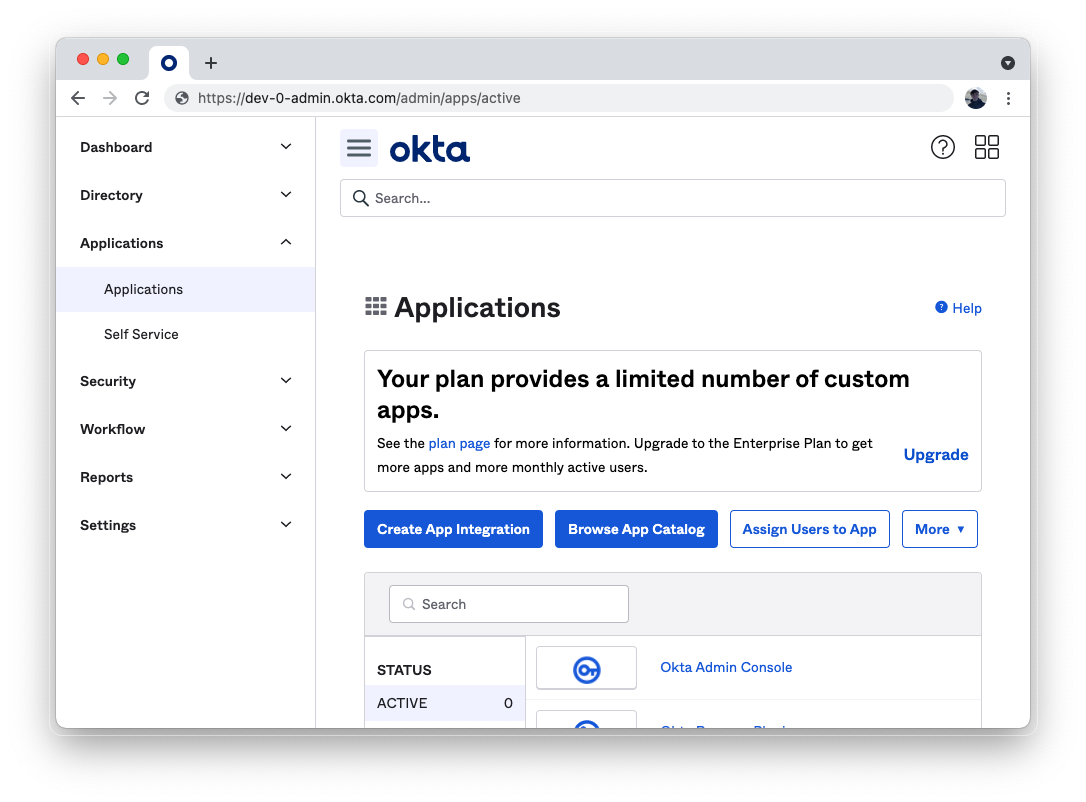 https://dev-0-admin.okta.com/admin/apps/active
Dashboard
Directory
Applications
Applications
Self Service
Security
Workflow
Reports
Settings
okta
Search...
Applications
Help
Your plan provides a limited number of custom
apps.
See the plan page for more information. Upgrade to the Enterprise Plan to get
more apps and more monthly active users.
Upgrade
Create App Integration
Browse App Catalog
Assign Users to App
More
Search
STATUS
ACTIVE 0
Okta Admin Console